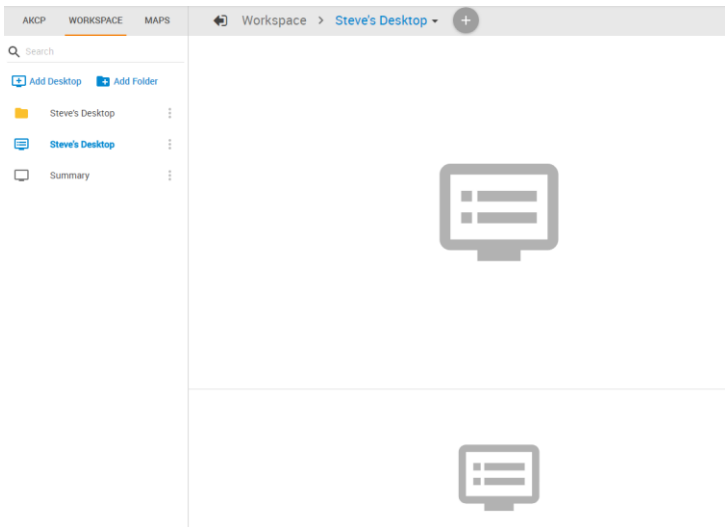 AKCP WORKSPACE MAPS
Workspace > Steve's Desktop
Search
Add Desktop Add Folder
Steve's Desktop
Steve's Desktop
Summary